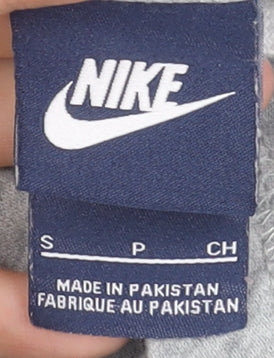 NIKE
S P CH
MADE IN PAKISTAN
FABRIQUE AU PAKISTAN